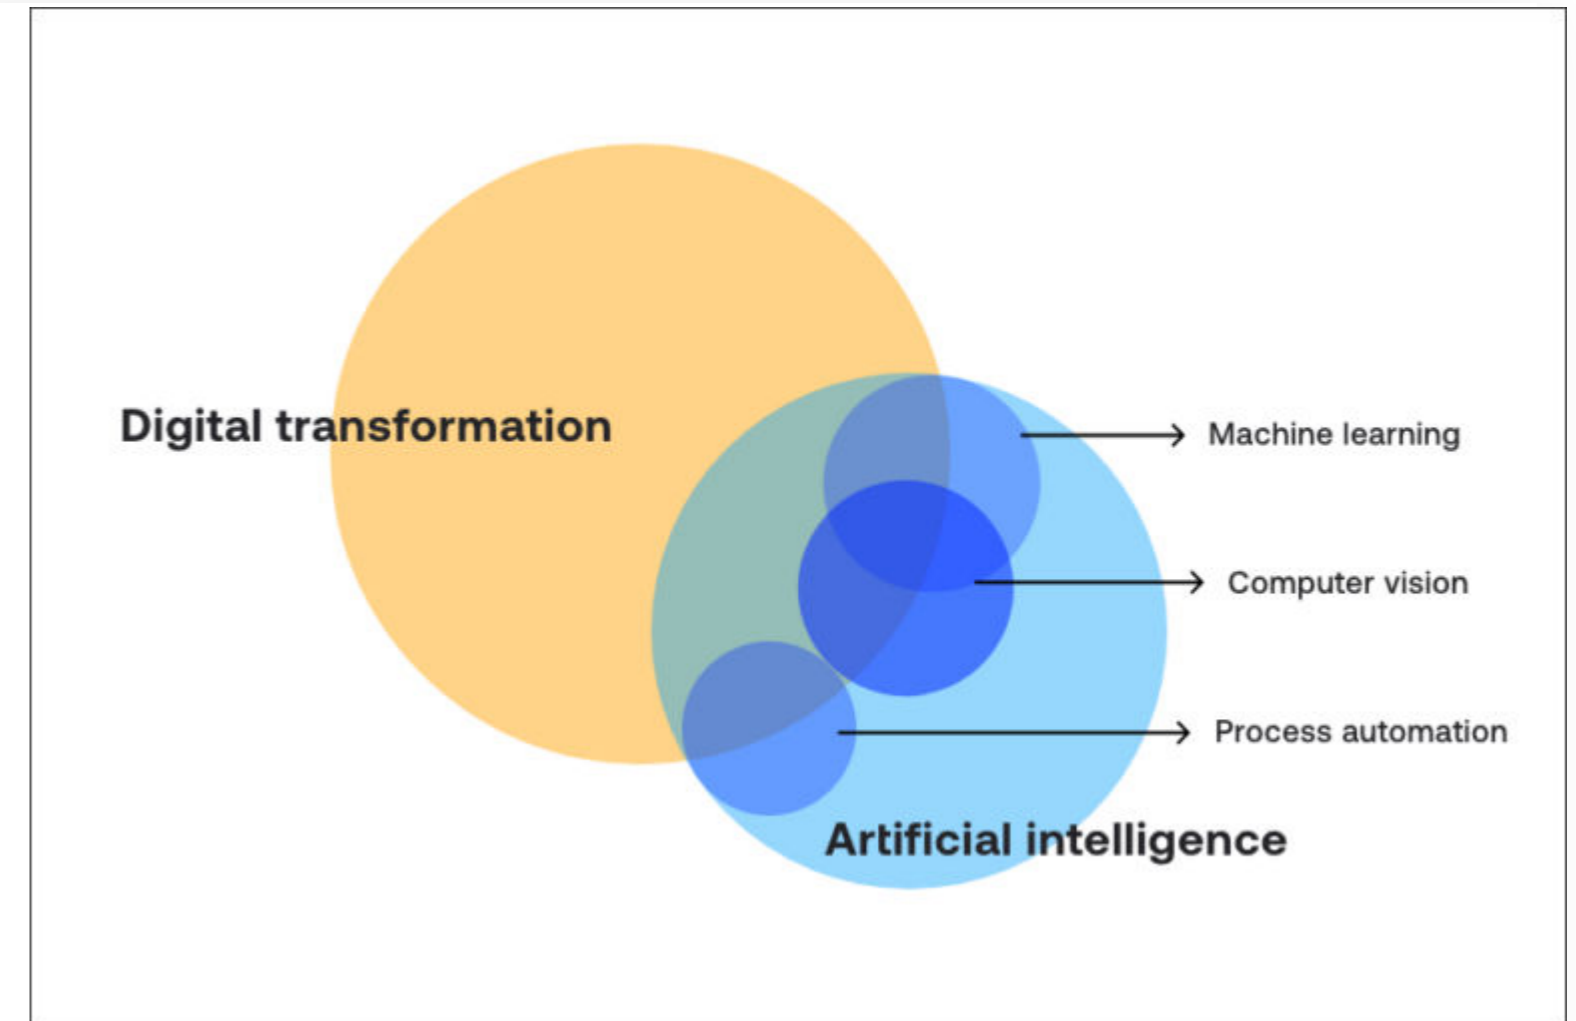 Digital transformation
Machine learning
Computer vision
Process automation
Artificial intelligence